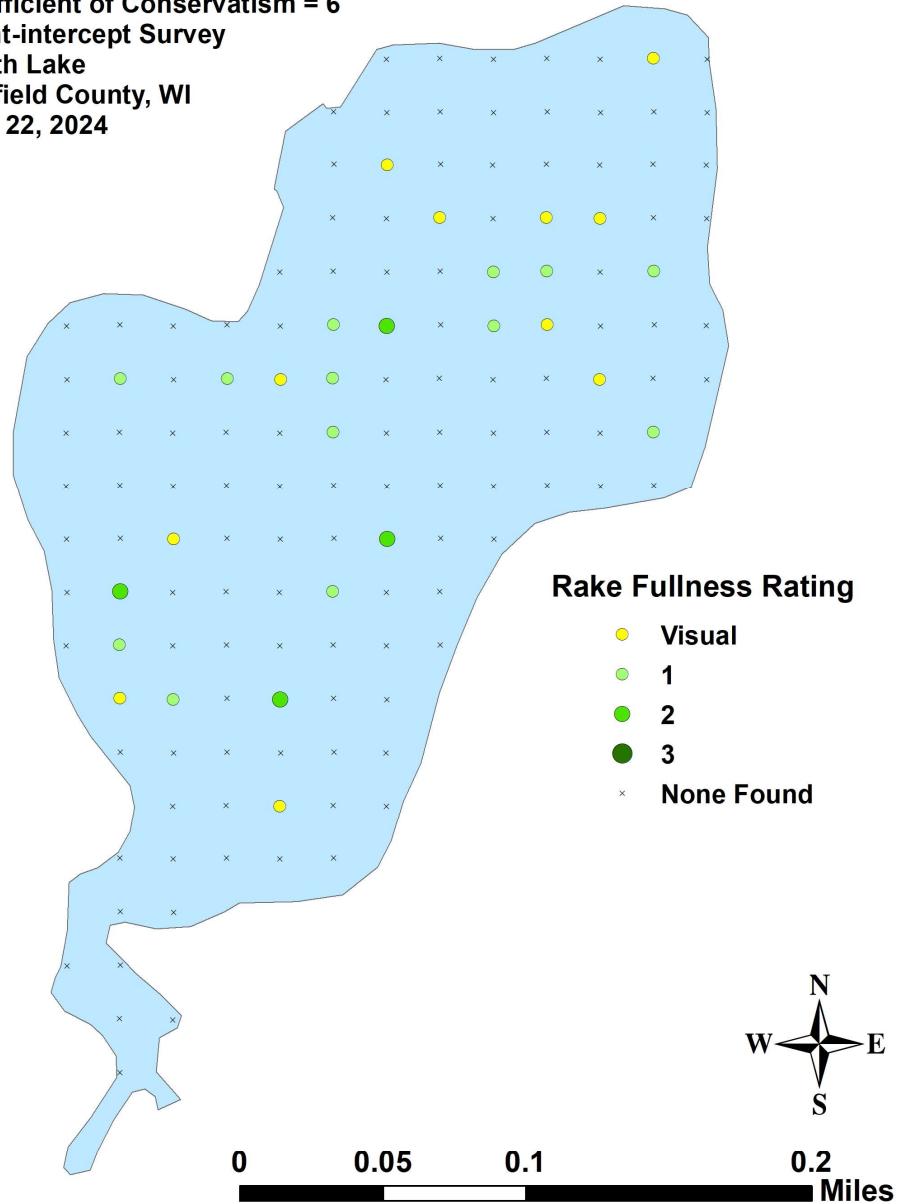 fficient of Conservatism = 6
t-intercept Survey
th Lake
field County, WI
22, 2024
Rake Fullness Rating
Visual
1
2
3
None Found
N
W E
S
0 0.05 0.1 0.2
Miles